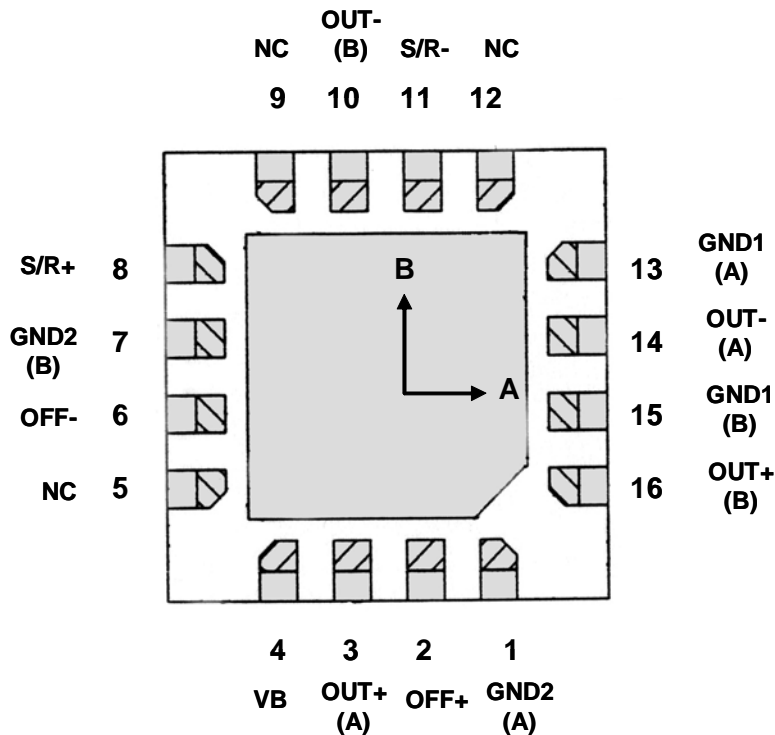 OUT-
NC (B) S/R- NC
9 10 11 12
S/R+ 8
GND2 7
(B)
OFF- 6
NC 5
B
A
13 GND1
(A)
14 OUT-
(A)
15 GND1
(B)
16 OUT+
(B)
4 3 2 1
VB OUT+ OFF+ GND2
(A) (A)